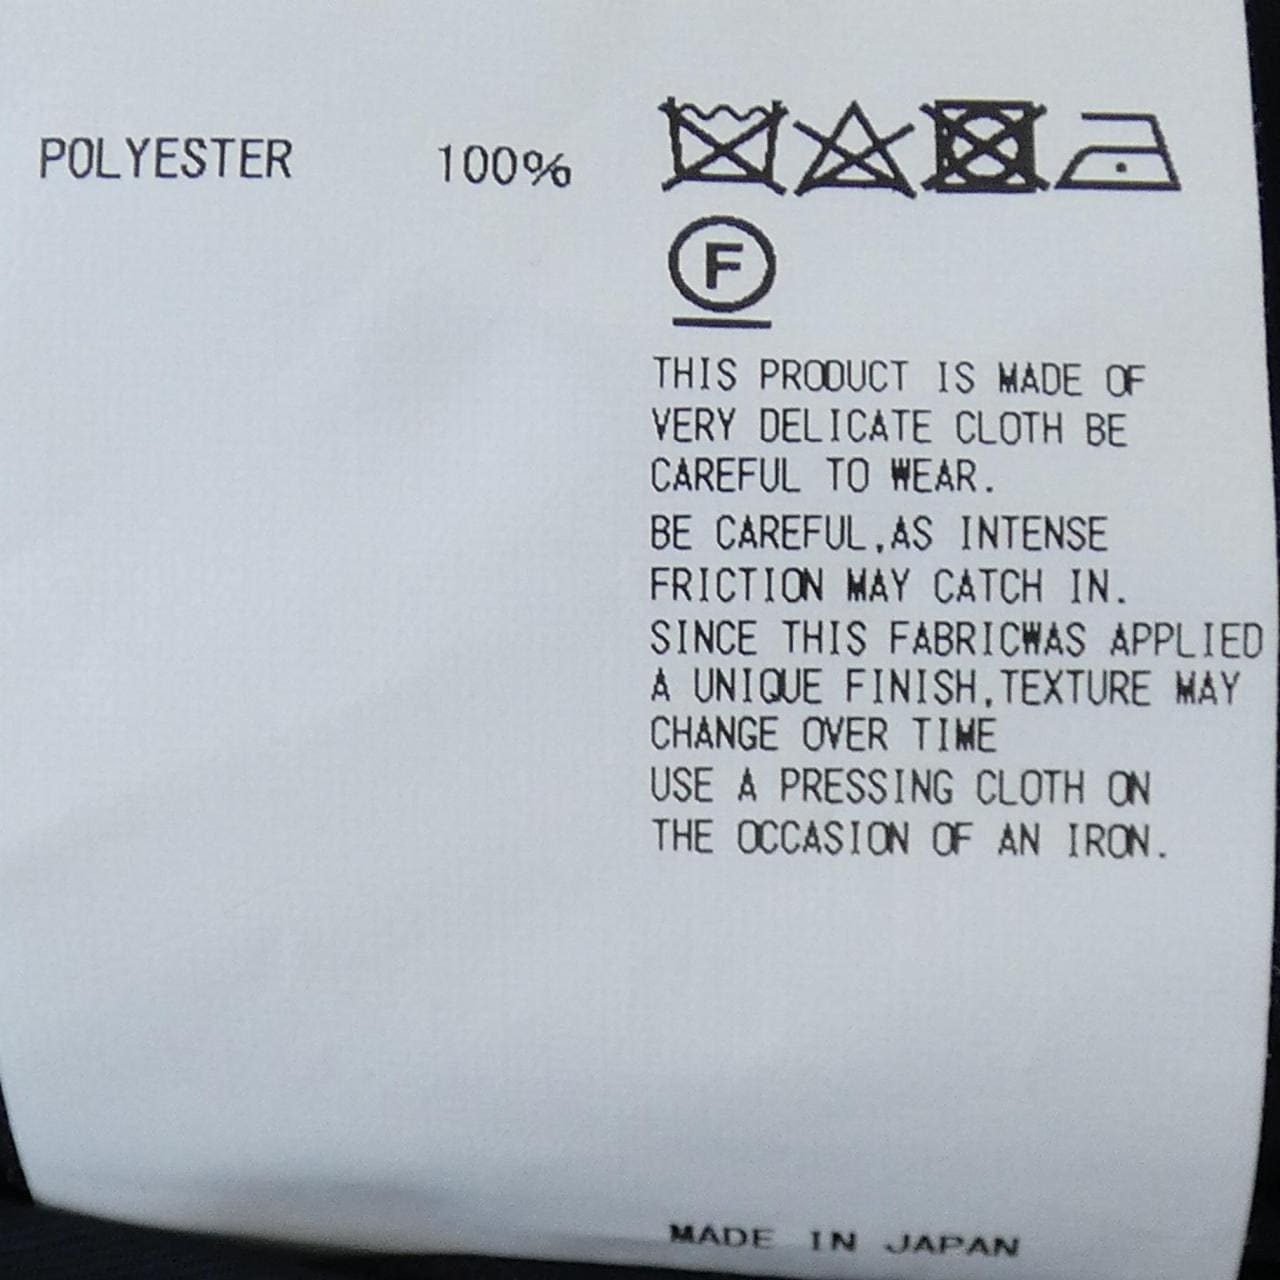 POLYESTER 100%
F
THIS PRODUCT IS MADE OF
VERY DELICATE CLOTH BE
CAREFUL TO WEAR.
BE CAREFUL,AS INTENSE
FRICTION MAY CATCH IN.
SINCE THIS FABRICWAS APPLIED
A UNIQUE FINISH,TEXTURE MAY
CHANGE OVER TIME
USE A PRESSING CLOTH ON
THE OCCASION OF AN IRON.
MADE IN JAPAN